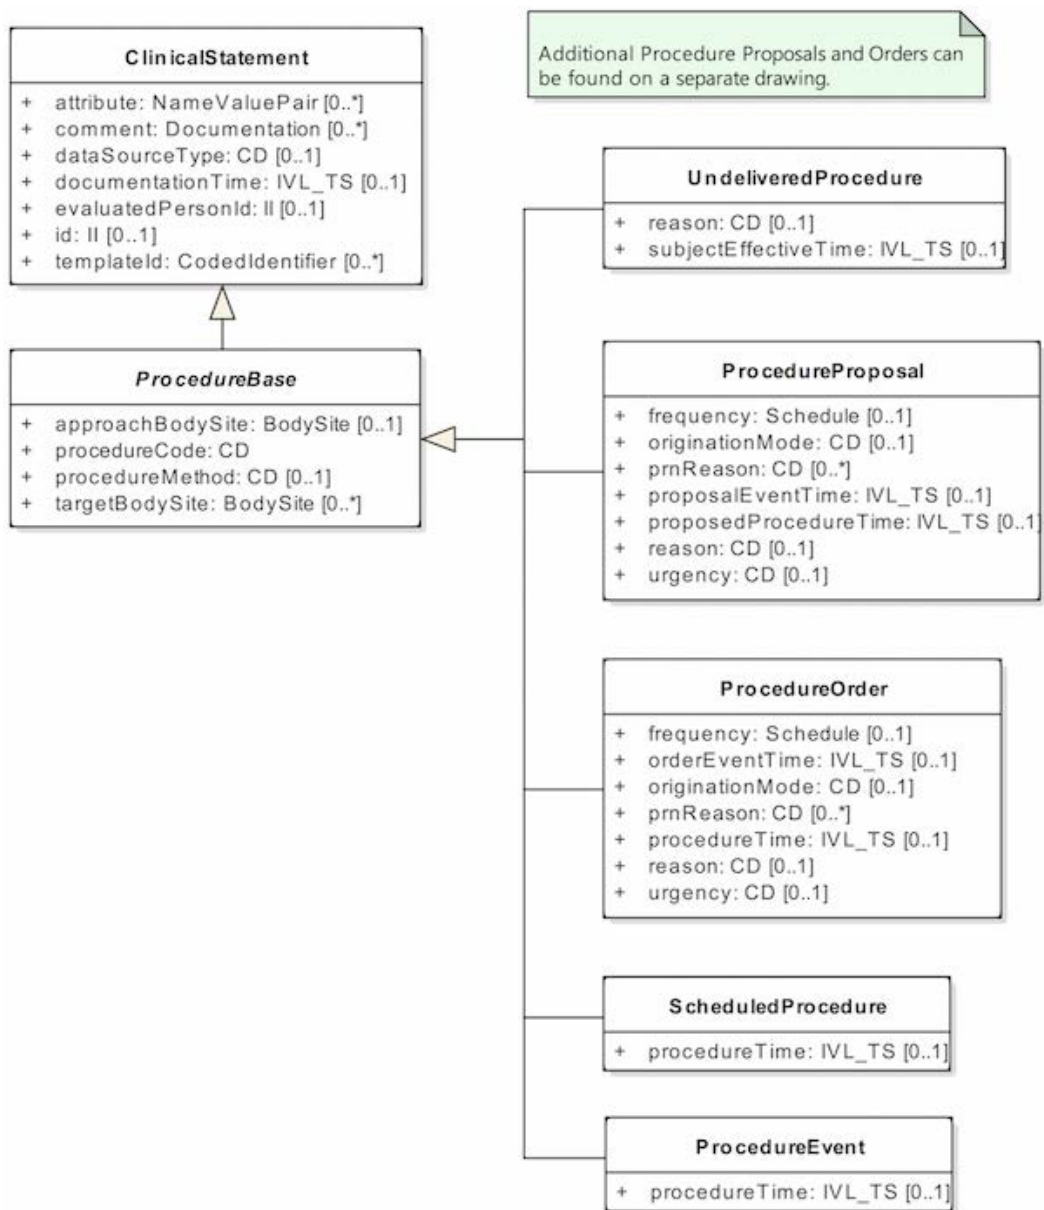 ClinicalStatement
+ attribute: NameValuePair [0..*]
+ comment: Documentation [0..*]
+ dataSourceType: CD [0..1]
+ documentationTime: IVL_TS [0..1]
+ evaluatedPersonId: II [0..1]
+ id: II [0..1]
+ templateId: CodedIdentifier [0..*]
Additional Procedure Proposals and Orders can
be found on a separate drawing.
ProcedureBase
+ approachBodySite: BodySite [0..1]
+ procedureCode: CD
+ procedureMethod: CD [0..1]
+ targetBodySite: BodySite [0..*]
UndeliveredProcedure
+ reason: CD [0..1]
+ subjectEffectiveTime: IVL_TS [0..1]
ProcedureProposal
+ frequency: Schedule [0..1]
+ originationMode: CD [0..1]
+ prnReason: CD [0..*]
+ proposalEventTime: IVL_TS [0..1]
+ proposedProcedureTime: IVL_TS [0..1]
+ reason: CD [0..1]
+ urgency: CD [0..1]
ProcedureOrder
+ frequency: Schedule [0..1]
+ orderEventTime: IVL_TS [0..1]
+ originationMode: CD [0..1]
+ prnReason: CD [0..*]
+ procedureTime: IVL_TS [0..1]
+ reason: CD [0..1]
+ urgency: CD [0..1]
ScheduledProcedure
+ procedureTime: IVL_TS [0..1]
ProcedureEvent
+ procedureTime: IVL_TS [0..1]